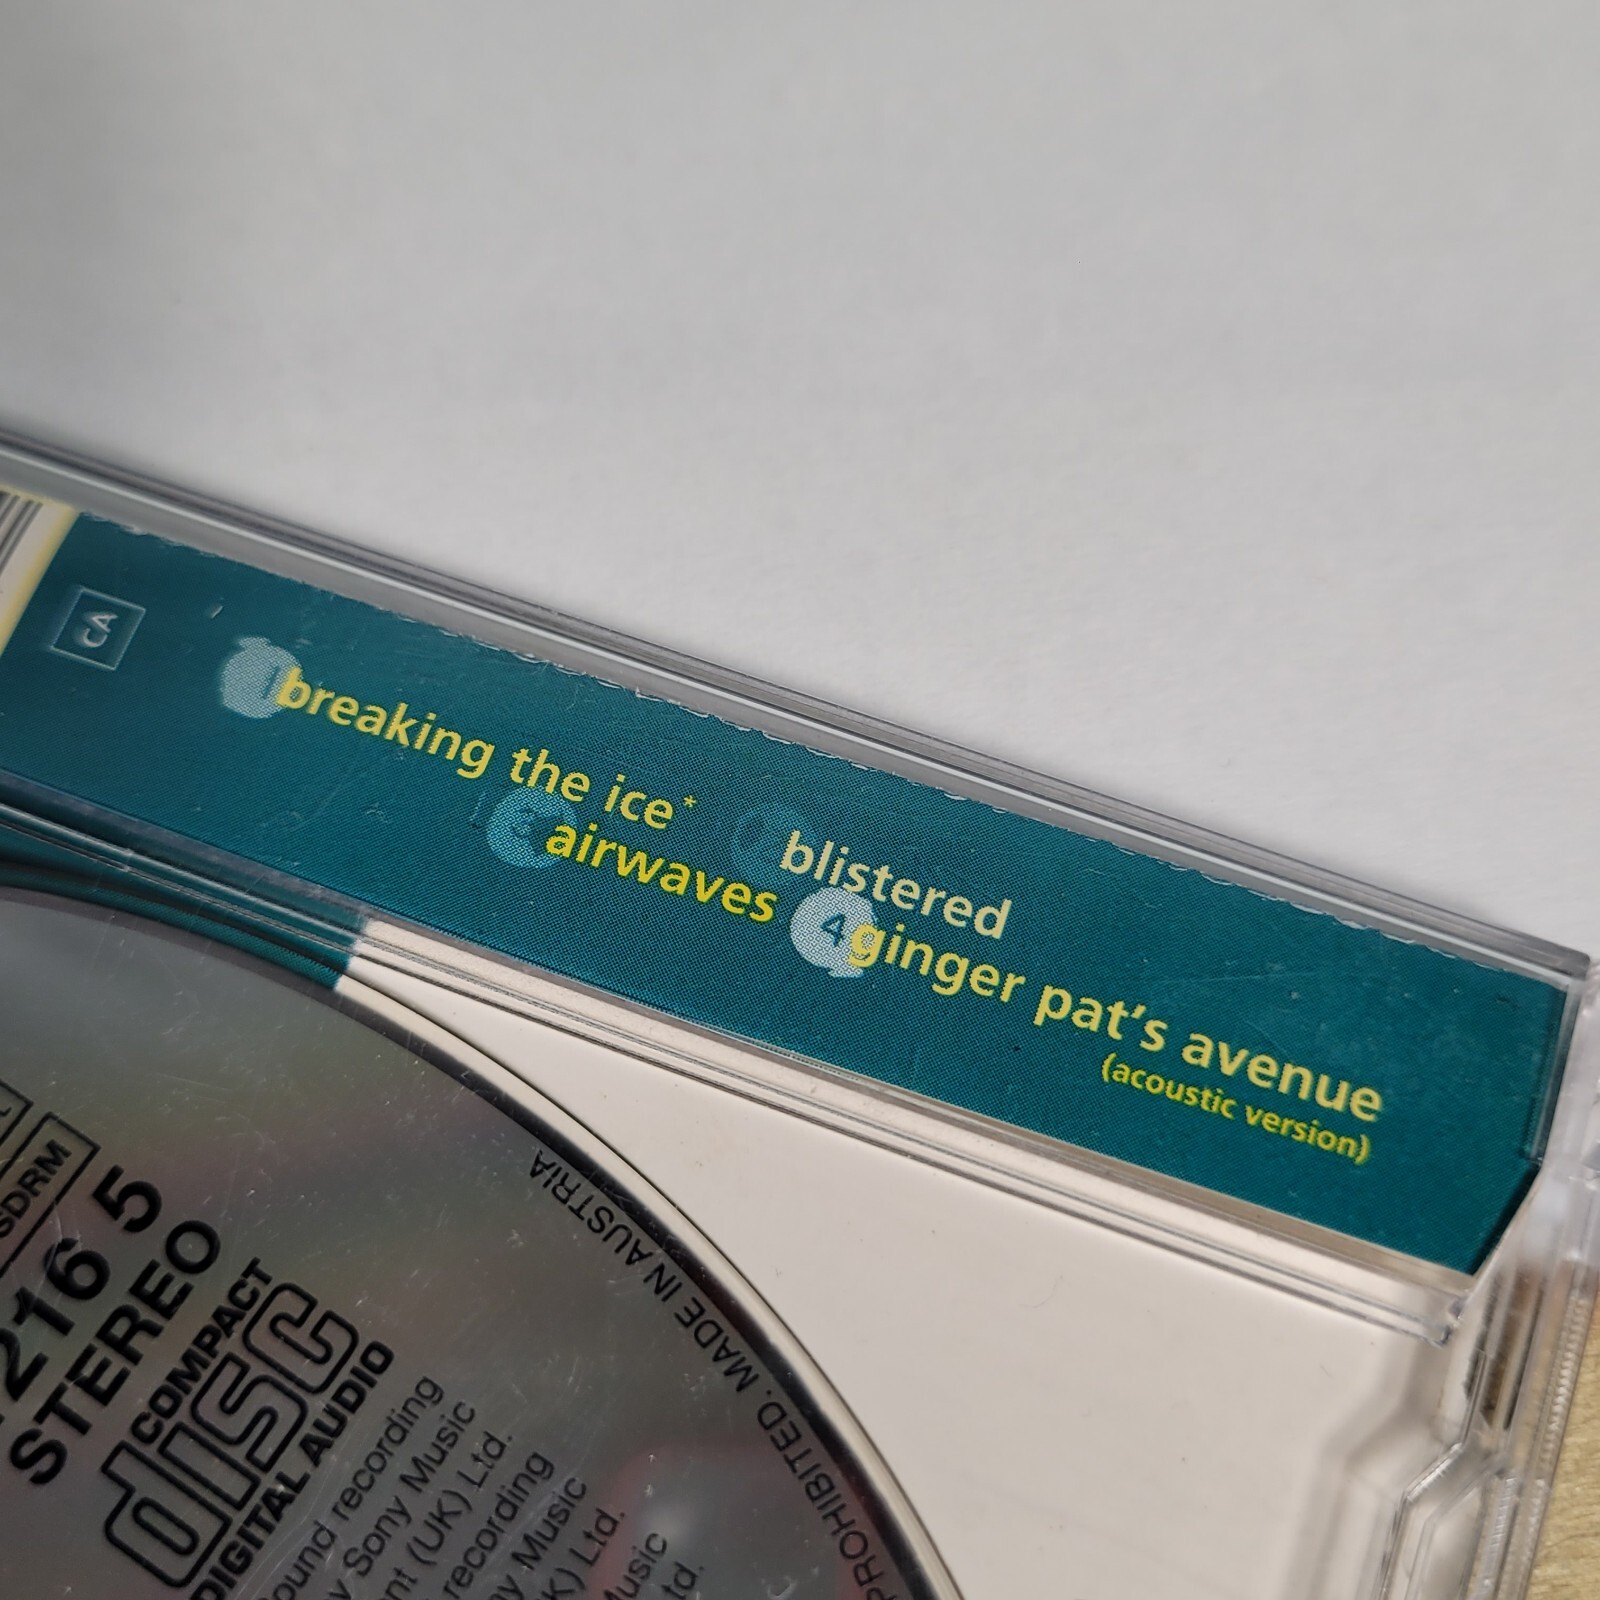 CA
1 breaking the ice* blistered
3 airwaves 4 ginger pat's avenue
(acoustic version)
SDRM
216 5
STEREO
COMPACT
disc
DIGITAL AUDIO
sound recording
Sony Music
(UK) Ltd.
recording
Music
Ltd.
Music
PROHIBITED. MADE IN AUSTRIA